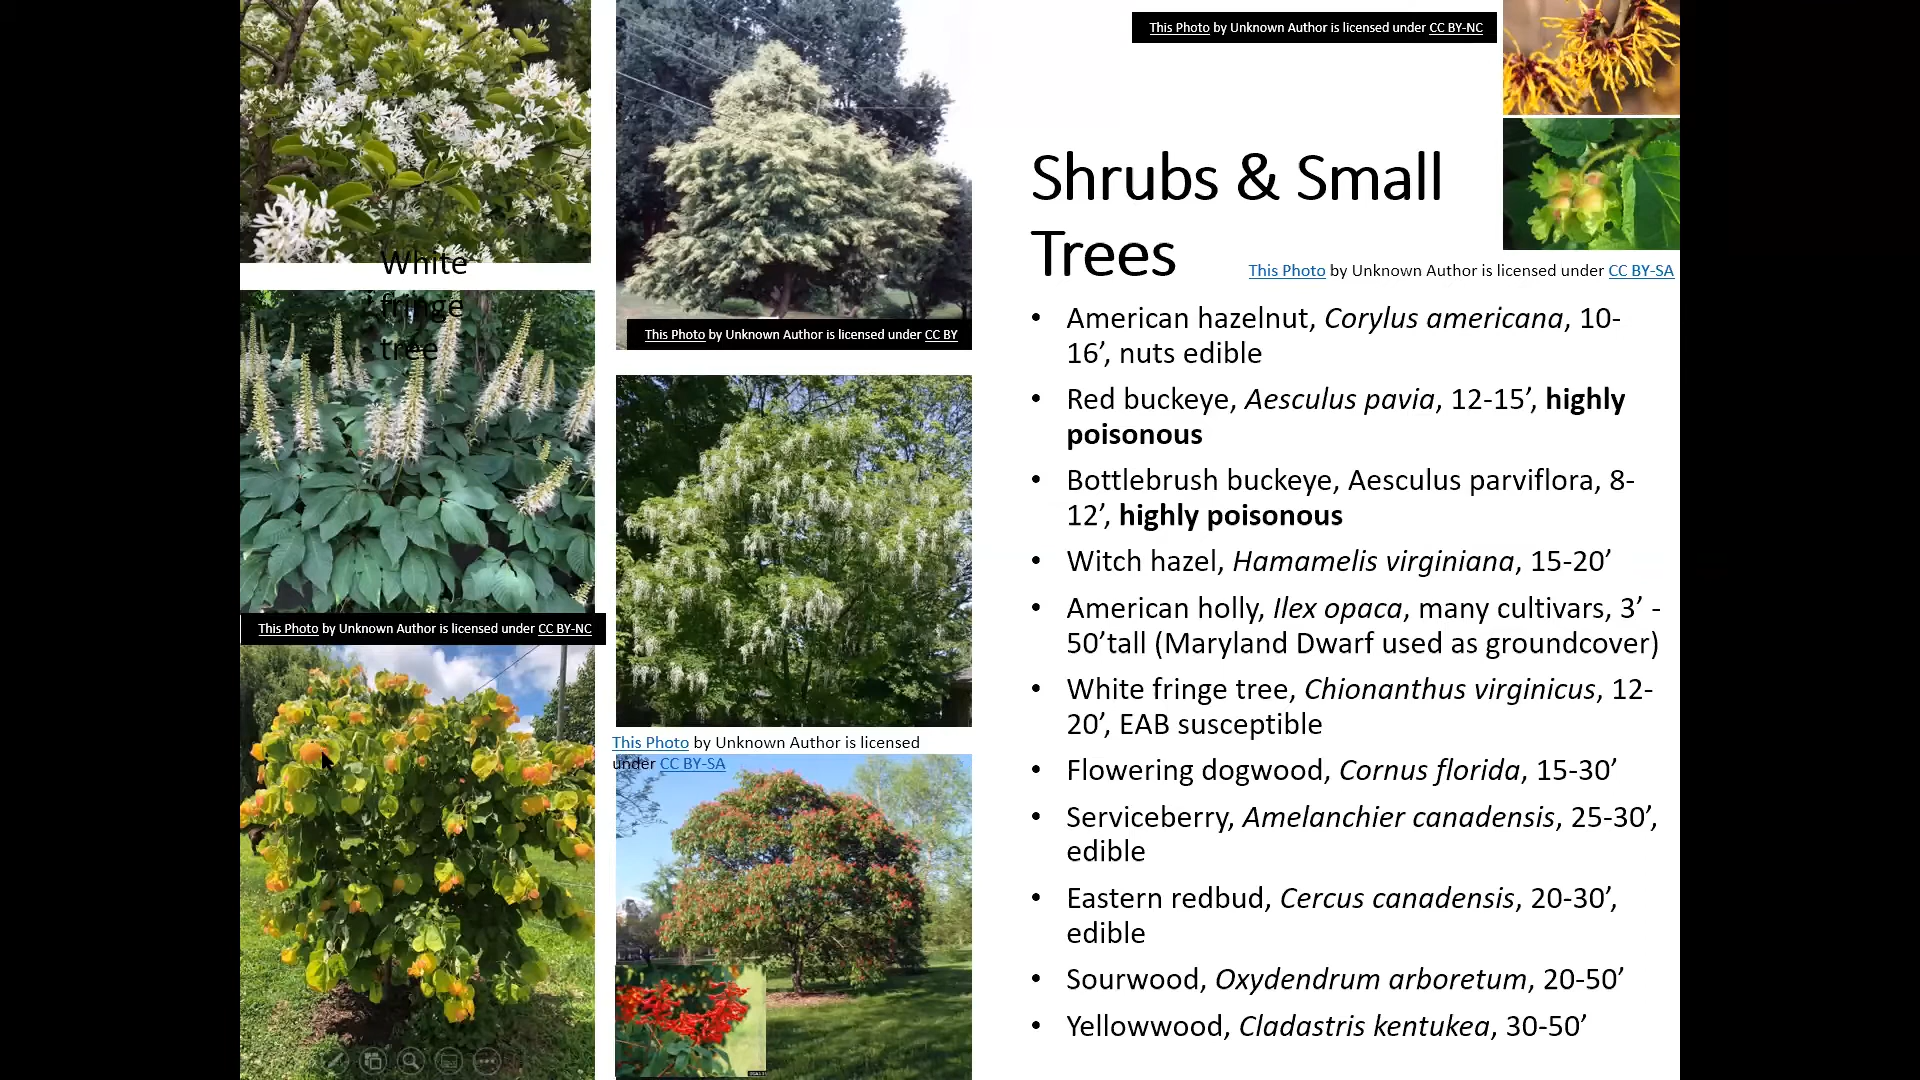 This Photo by Unknown Author is licensed under CC BY-NC
Shrubs & Small
Trees
This Photo by Unknown Author is licensed under CC BY-SA
White
fringe
tree
This Photo by Unknown Author is licensed under CC BY
This Photo by Unknown Author is licensed under CC BY-NC
This Photo by Unknown Author is licensed
under CC BY-SA
• American hazelnut, Corylus americana, 10-
16’, nuts edible
• Red buckeye, Aesculus pavia, 12-15’, highly
poisonous
• Bottlebrush buckeye, Aesculus parviflora, 8-
12’, highly poisonous
• Witch hazel, Hamamelis virginiana, 15-20’
• American holly, Ilex opaca, many cultivars, 3’ -
50’tall (Maryland Dwarf used as groundcover)
• White fringe tree, Chionanthus virginicus, 12-
20’, EAB susceptible
• Flowering dogwood, Cornus florida, 15-30’
• Serviceberry, Amelanchier canadensis, 25-30’,
edible
• Eastern redbud, Cercus canadensis, 20-30’,
edible
• Sourwood, Oxydendrum arboretum, 20-50’
• Yellowwood, Cladastris kentukea, 30-50’